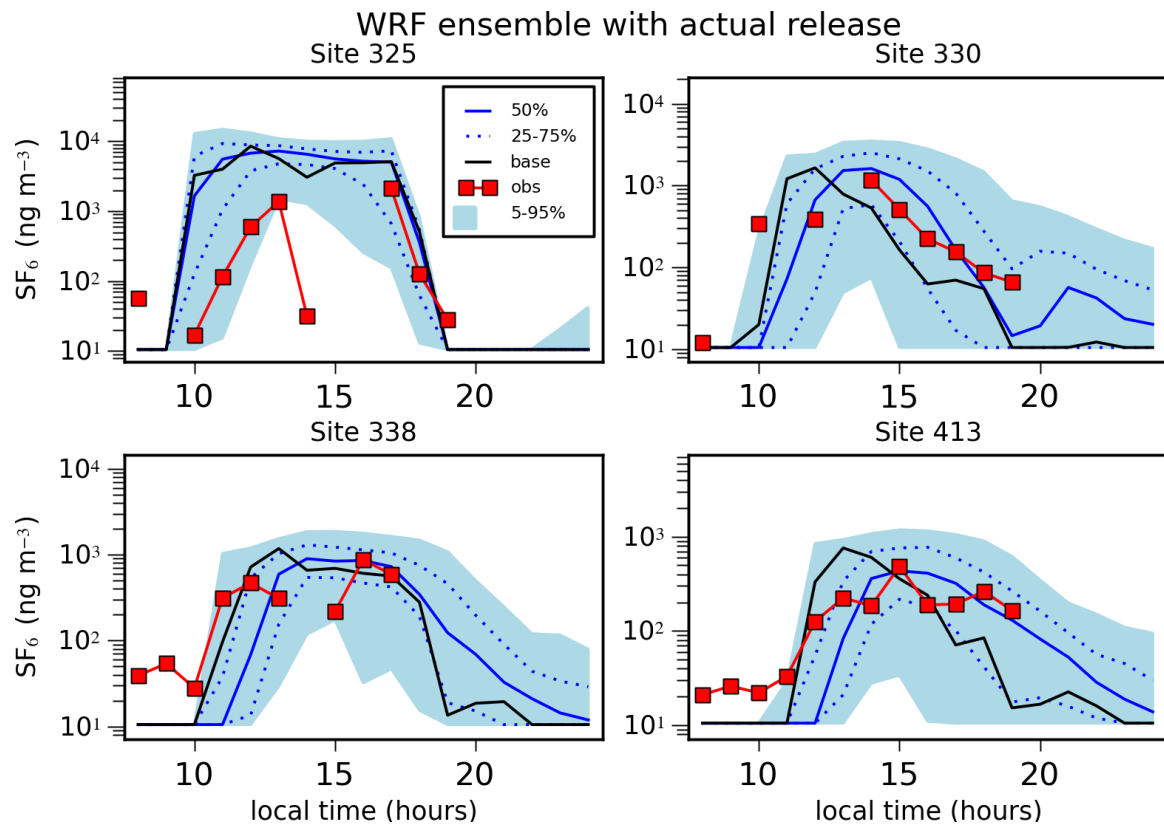 WRF ensemble with actual release
Site 325
Site 330
SF₆ (ng m⁻³)
10⁴
10³
10²
10¹
10 15 20
50%
25-75%
base
obs
5-95%
10⁴
10³
10²
10¹
10 15 20
Site 338
Site 413
SF₆ (ng m⁻³)
10⁴
10³
10²
10¹
10 15 20
local time (hours)
10³
10²
10¹
10 15 20
local time (hours)